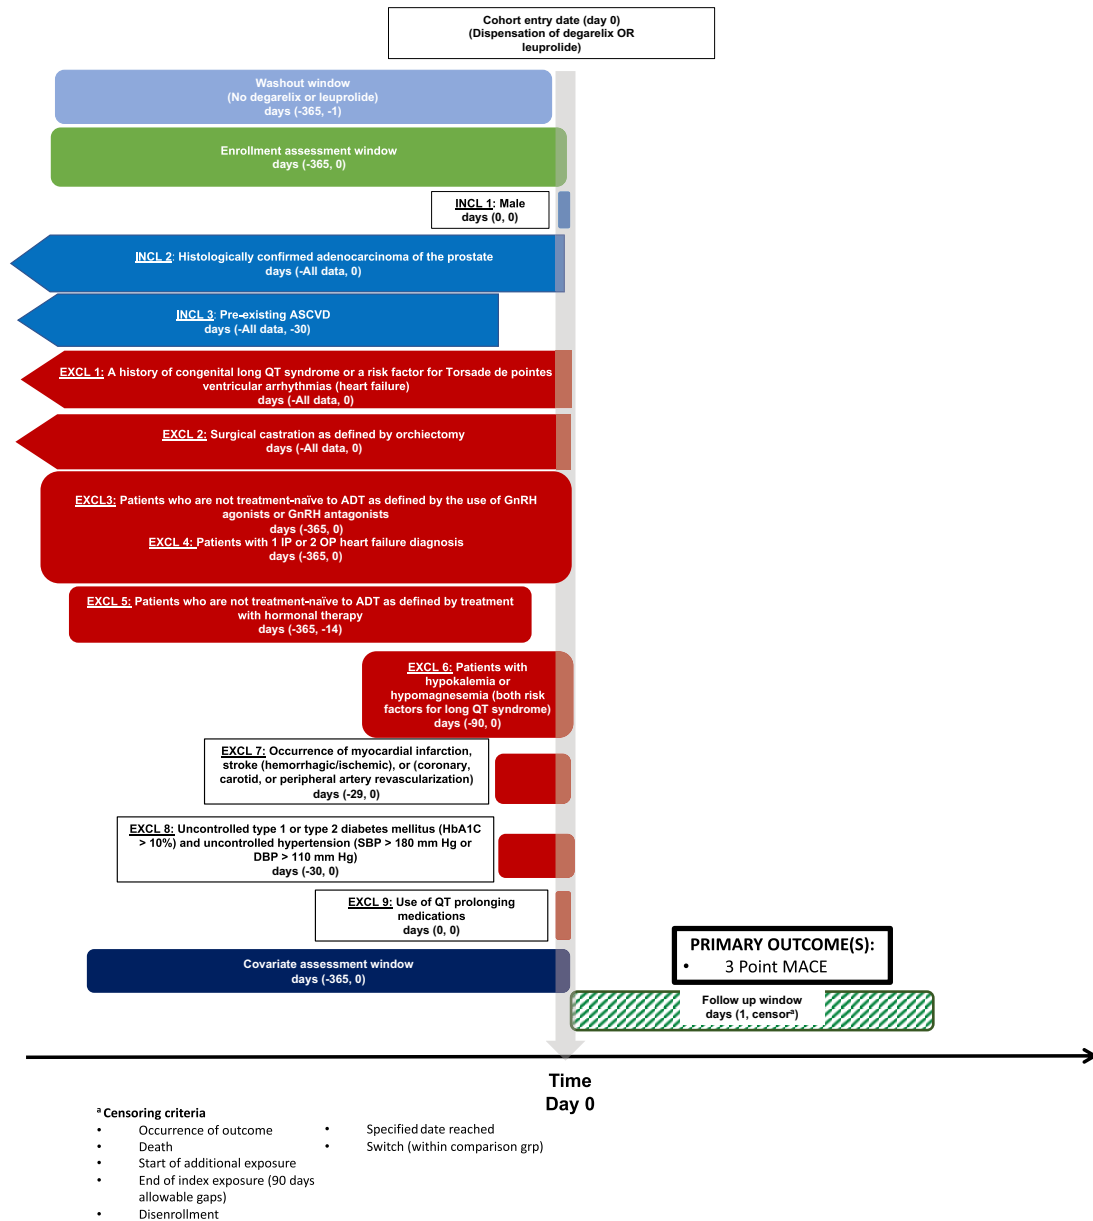 Cohort entry date (day 0)
(Dispensation of degarelix OR
leuprolide)
Washout window
(No degarelix or leuprolide)
days (-365, -1)
Enrollment assessment window
days (-365, 0)
INCL 1: Male
days (0, 0)
INCL 2: Histologically confirmed adenocarcinoma of the prostate
days (-All data, 0)
INCL 3: Pre-existing ASCVD
days (-All data, -30)
EXCL 1: A history of congenital long QT syndrome or a risk factor for Torsade de pointes
ventricular arrhythmias (heart failure)
days (-All data, 0)
EXCL 2: Surgical castration as defined by orchiectomy
days (-All data, 0)
EXCL3: Patients who are not treatment-naïve to ADT as defined by the use of GnRH
agonists or GnRH antagonists
days (-365, 0)
EXCL 4: Patients with 1 IP or 2 OP heart failure diagnosis
days (-365, 0)
EXCL 5: Patients who are not treatment-naïve to ADT as defined by treatment
with hormonal therapy
days (-365, -14)
EXCL 6: Patients with
hypokalemia or
hypomagnesemia (both risk
factors for long QT syndrome)
days (-90, 0)
EXCL 7: Occurrence of myocardial infarction,
stroke (hemorrhagic/ischemic), or (coronary,
carotid, or peripheral artery revascularization)
days (-29, 0)
EXCL 8: Uncontrolled type 1 or type 2 diabetes mellitus (HbA1C
> 10%) and uncontrolled hypertension (SBP > 180 mm Hg or
DBP > 110 mm Hg)
days (-30, 0)
EXCL 9: Use of QT prolonging
medications
days (0, 0)
Covariate assessment window
days (-365, 0)
PRIMARY OUTCOME(S):
• 3 Point MACE
Follow up window
days (1, censorª)
Time
Day 0
ª Censoring criteria
• Occurrence of outcome
• Death
• Start of additional exposure
• End of index exposure (90 days
allowable gaps)
• Disenrollment
• Specified date reached
• Switch (within comparison grp)